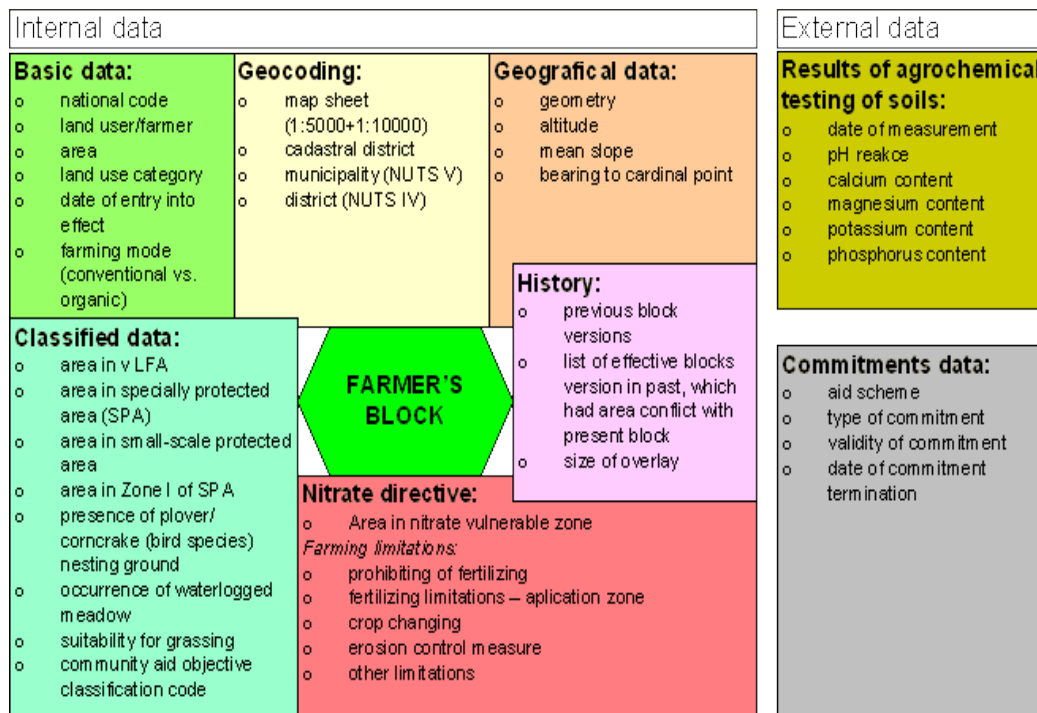 Internal data
Basic data:
o national code
o land user/farmer
o area
o land use category
o date of entry into
effect
o farming mode
(conventional vs.
organic)
Geocoding:
o map sheet
(1:5000+1:10000)
o cadastral district
o municipality (NUTS V)
o district (NUTS IV)
Geografical data:
o geometry
o altitude
o mean slope
o bearing to cardinal point
History:
o previous block
versions
o list of effective blocks
version in past, which
had area conflict with
present block
o size of overlay
Classified data:
o area in v LFA
o area in specially protected
area (SPA)
o area in small-scale protected
area
o area in Zone I of SPA
o presence of plover/
corncrake (bird species)
nesting ground
o occurrence of waterlogged
meadow
o suitability for grassing
o community aid objective
classification code
FARMER'S
BLOCK
Nitrate directive:
o Area in nitrate vulnerable zone
Farming limitations:
o prohibiting of fertilizing
o fertilizing limitations – aplication zone
o crop changing
o erosion control measure
o other limitations
External data
Results of agrochemical
testing of soils:
o date of measurement
o pH reakce
o calcium content
o magnesium content
o potassium content
o phosphorus content
Commitments data:
o aid scheme
o type of commitment
o validity of commitment
o date of commitment
termination